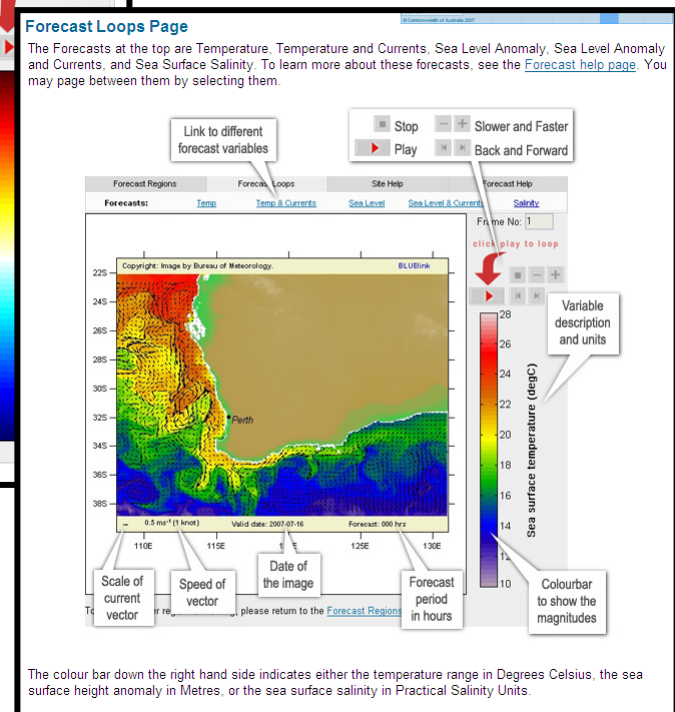 © Commonwealth of Australia 2007
Forecast Loops Page
The Forecasts at the top are Temperature, Temperature and Currents, Sea Level Anomaly, Sea Level Anomaly
and Currents, and Sea Surface Salinity. To learn more about these forecasts, see the Forecast help page. You
may page between them by selecting them.
Link to different
forecast variables
Stop
Slower and Faster
Play
Back and Forward
Forecast Regions
Forecast Loops
Site Help
Forecast Help
Forecasts:
Temp
Temp & Currents
Sea Level
Sea Level & Current
Salinity
Frame No: 1
click play to loop
Copyright: Image by Bureau of Meteorology.
BLUElink
22S
24S
26S
28S
30S
32S
34S
36S
38S
Perth
28
26
24
22
20
18
16
14
12
10
Sea surface temperature (degC)
Variable
description
and units
0.5 ms⁻¹ (1 knot)
Valid date: 2007-07-16
Forecast: 000 hrs
110E
115E
E
125E
130E
Scale of
current
vector
Speed of
vector
Date of
the image
Forecast
period
in hours
Colourbar
to show the
magnitudes
please return to the Forecast Regions
The colour bar down the right hand side indicates either the temperature range in Degrees Celsius, the sea
surface height anomaly in Metres, or the sea surface salinity in Practical Salinity Units.